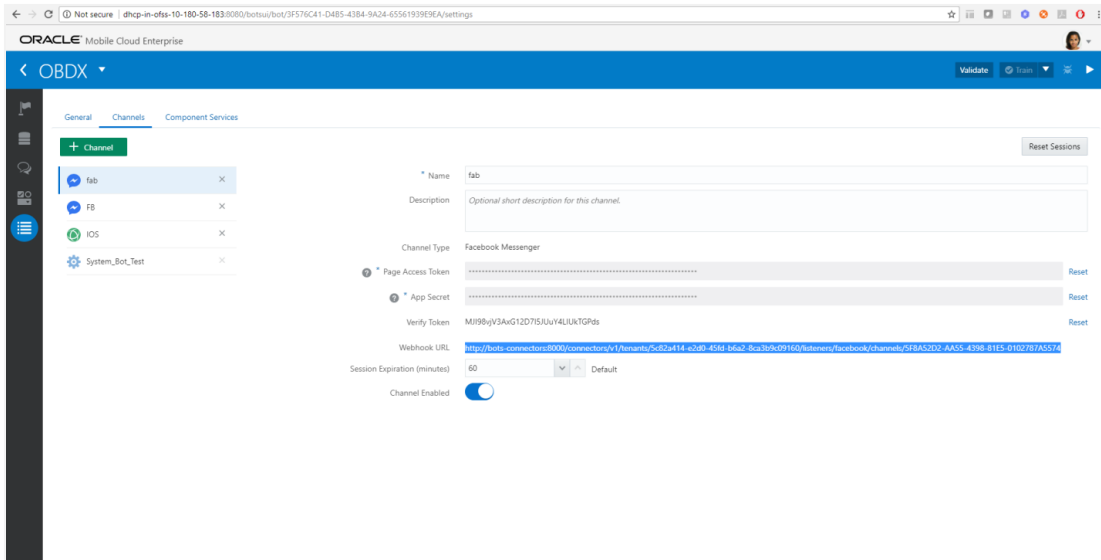 Not secure | dhcp-in-ofss-10-180-58-183:8080/botsui/bot/3F576C41-D4B5-43B4-9A24-65561939E9EA/settings
ORACLE Mobile Cloud Enterprise
OBDX
Validate Train
General Channels Component Services
+ Channel
Reset Sessions
fab
FB
IOS
System_Bot_Test
* Name fab
Description Optional short description for this channel.
Channel Type Facebook Messenger
* Page Access Token Reset
* App Secret Reset
Verify Token MJI98vjV3AxG12D7I5JUuY4LIUkTGPds Reset
Webhook URL http://bots-connectors:8000/connectors/v1/tenants/5c82a414-e2d0-45fd-b6a2-8ca3b9c09160/listeners/facebook/channels/5F8A52D2-AA55-4398-81E5-0102787A5574
Session Expiration (minutes) 60 Default
Channel Enabled